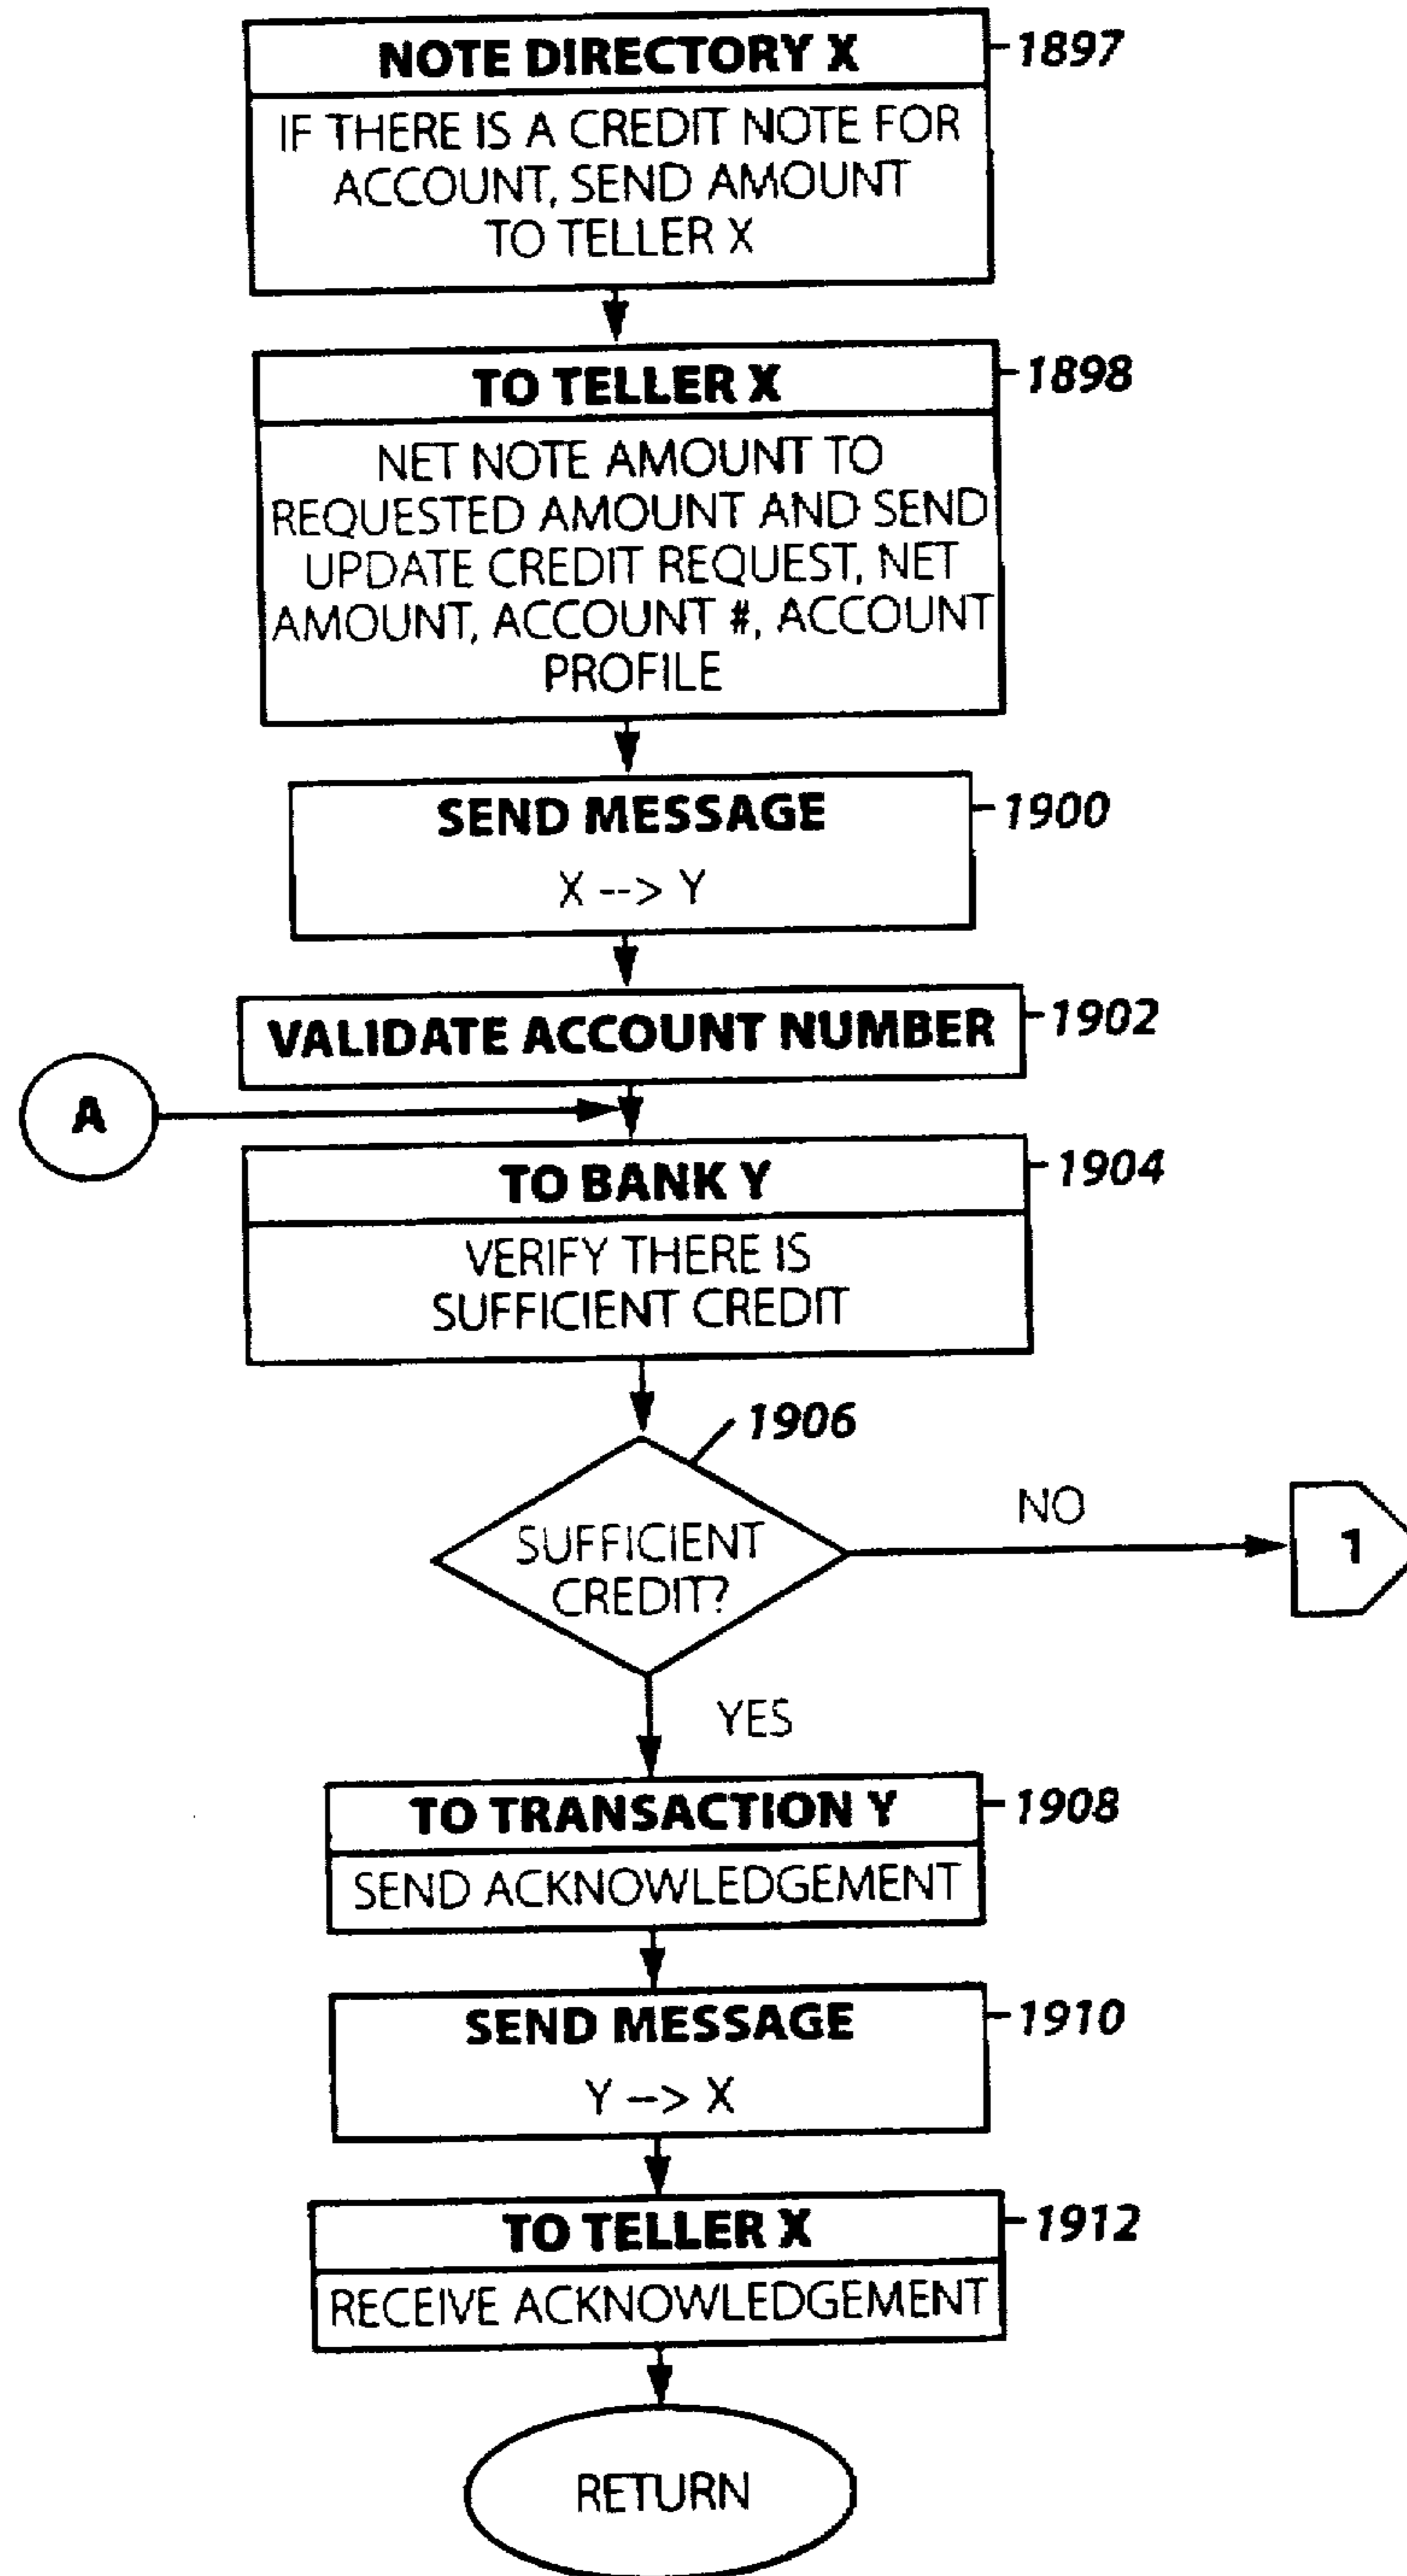 NOTE DIRECTORY X
1897
IF THERE IS A CREDIT NOTE FOR
ACCOUNT, SEND AMOUNT
TO TELLER X
TO TELLER X
1898
NET NOTE AMOUNT TO
REQUESTED AMOUNT AND SEND
UPDATE CREDIT REQUEST, NET
AMOUNT, ACCOUNT #, ACCOUNT
PROFILE
SEND MESSAGE
1900
X --> Y
VALIDATE ACCOUNT NUMBER
1902
A
TO BANK Y
1904
VERIFY THERE IS
SUFFICIENT CREDIT
1906
SUFFICIENT
CREDIT?
NO
1
YES
TO TRANSACTION Y
1908
SEND ACKNOWLEDGEMENT
SEND MESSAGE
1910
Y --> X
TO TELLER X
1912
RECEIVE ACKNOWLEDGEMENT
RETURN